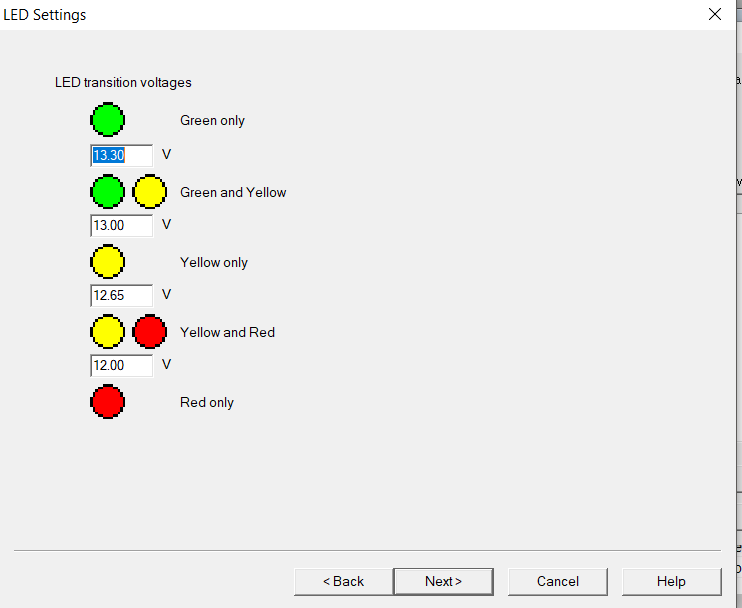 LED Settings
LED transition voltages
Green only
13.30 V
Green and Yellow
13.00 V
Yellow only
12.65 V
Yellow and Red
12.00 V
Red only
< Back Next > Cancel Help